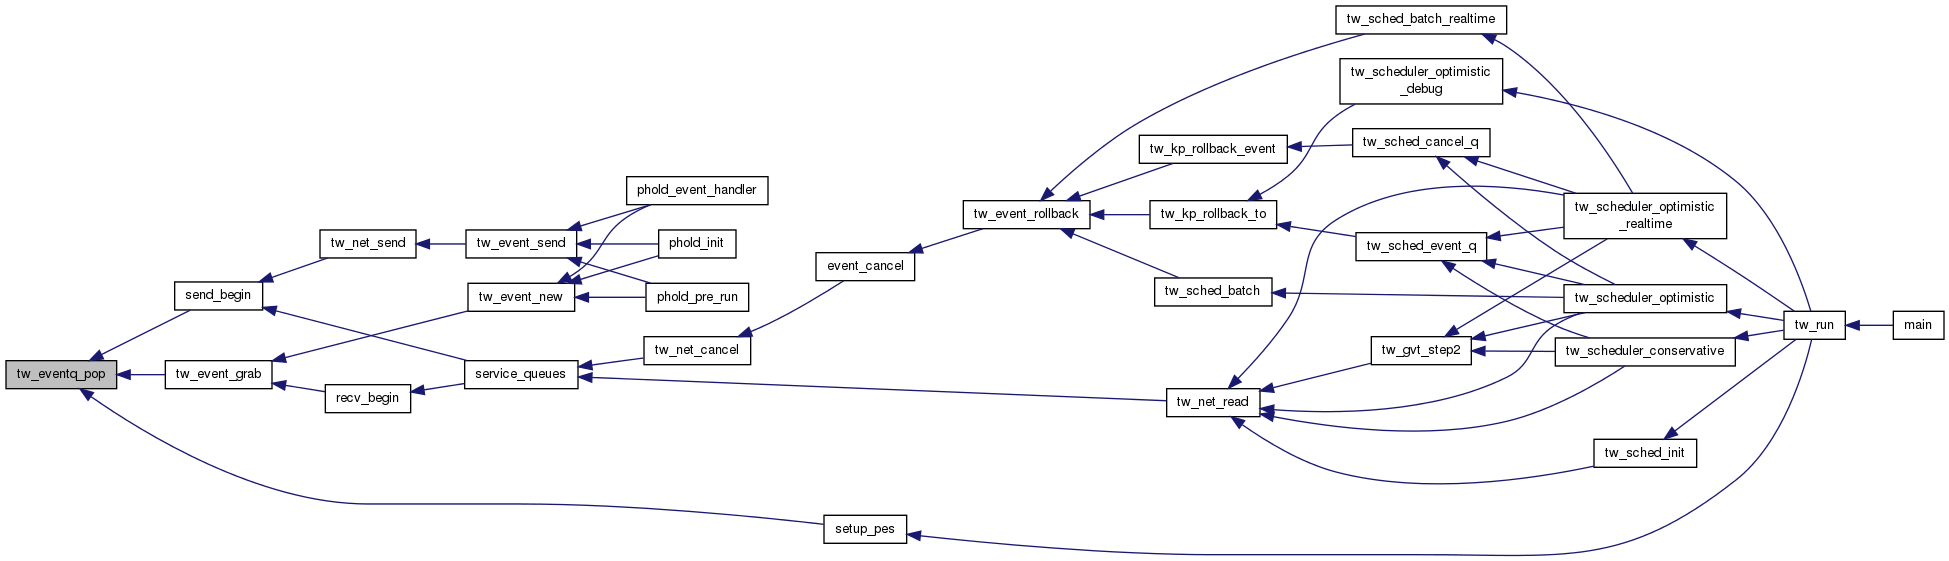 tw_sched_batch_realtime
tw_scheduler_optimistic
_debug
tw_kp_rollback_event
tw_sched_cancel_q
phold_event_handler
tw_event_rollback
tw_kp_rollback_to
tw_scheduler_optimistic
_realtime
tw_net_send
tw_event_send
phold_init
event_cancel
tw_sched_event_q
send_begin
tw_event_new
phold_pre_run
tw_sched_batch
tw_scheduler_optimistic
tw_run
main
tw_net_cancel
tw_gvt_step2
tw_scheduler_conservative
tw_eventq_pop
tw_event_grab
service_queues
recv_begin
tw_net_read
tw_sched_init
setup_pes